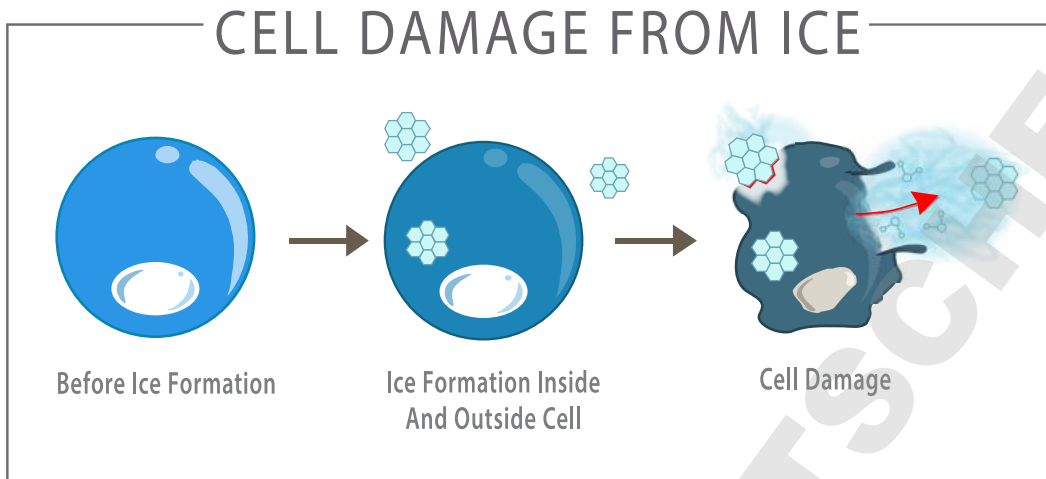 CELL DAMAGE FROM ICE
Before Ice Formation
Ice Formation Inside
And Outside Cell
Cell Damage